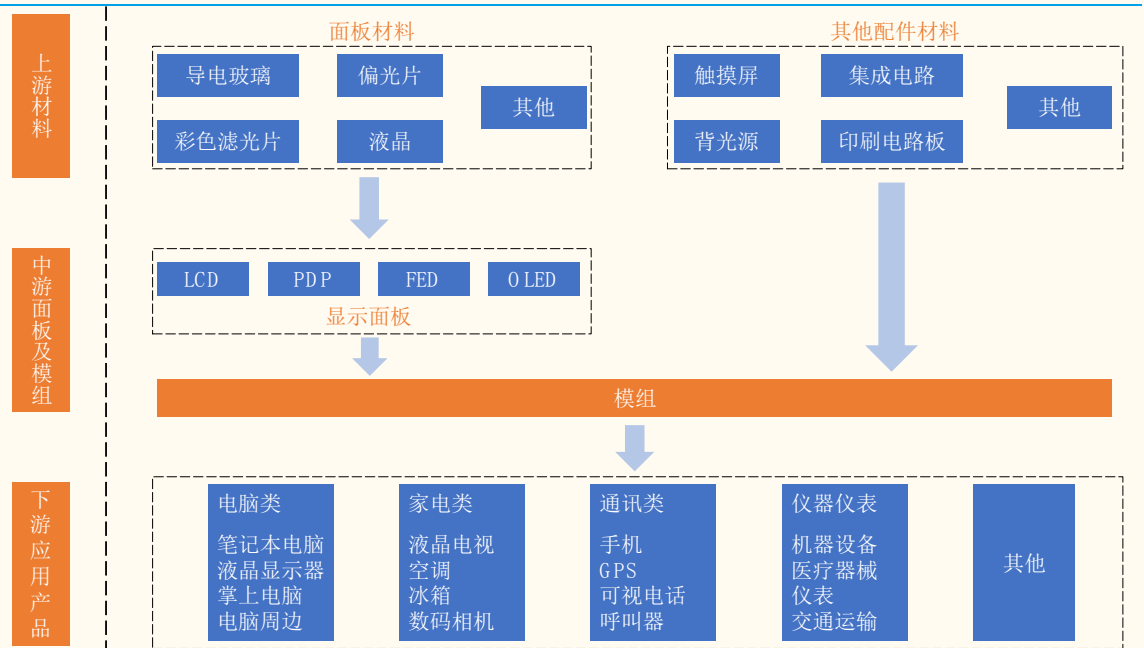 上游材料
面板材料
导电玻璃
偏光片
其他
彩色滤光片
液晶
其他配件材料
触摸屏
集成电路
其他
背光源
印刷电路板
中游面板及模组
LCD
PDP
FED
OLED
显示面板
模组
下游应用产品
电脑类
笔记本电脑
液晶显示器
掌上电脑
电脑周边
家电类
液晶电视
空调
冰箱
数码相机
通讯类
手机
GPS
可视电话
呼叫器
仪器仪表
机器设备
医疗器械
仪表
交通运输
其他